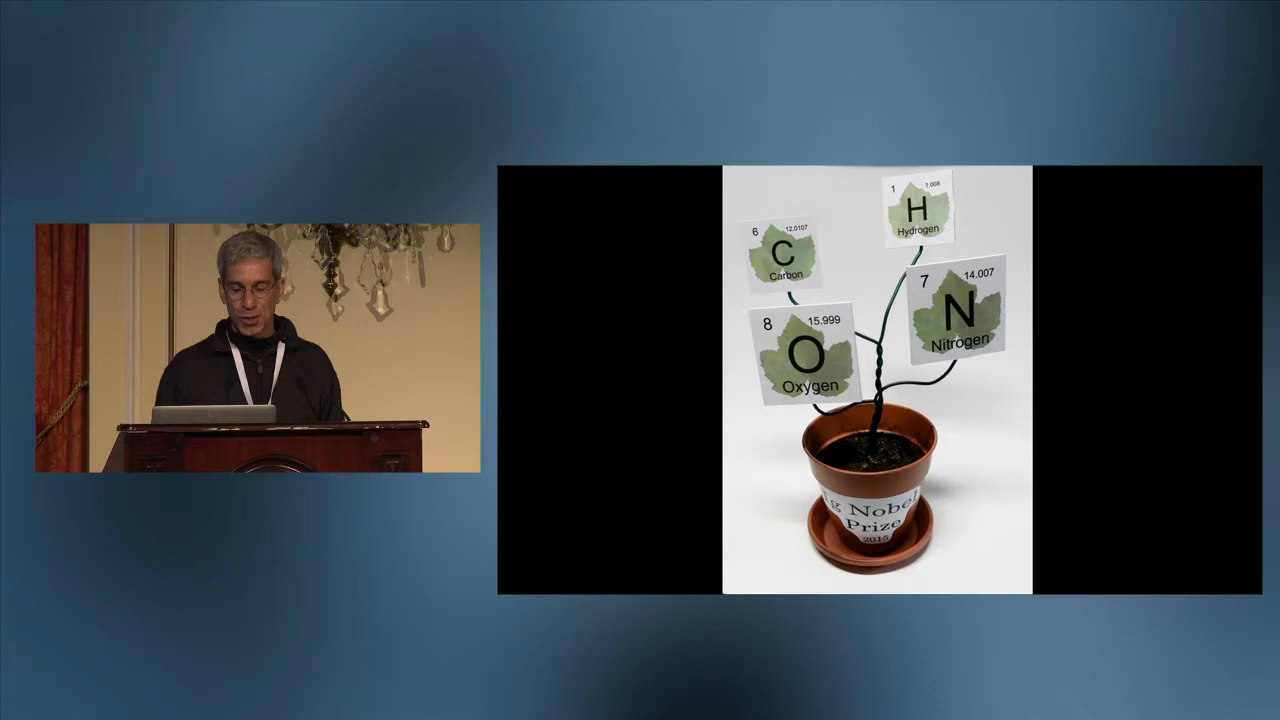 1 1.008
H
Hydrogen
6 12.0107
C
Carbon
7 14.007
N
Nitrogen
8 15.999
O
Oxygen
Ig Nobel
Prize
2015